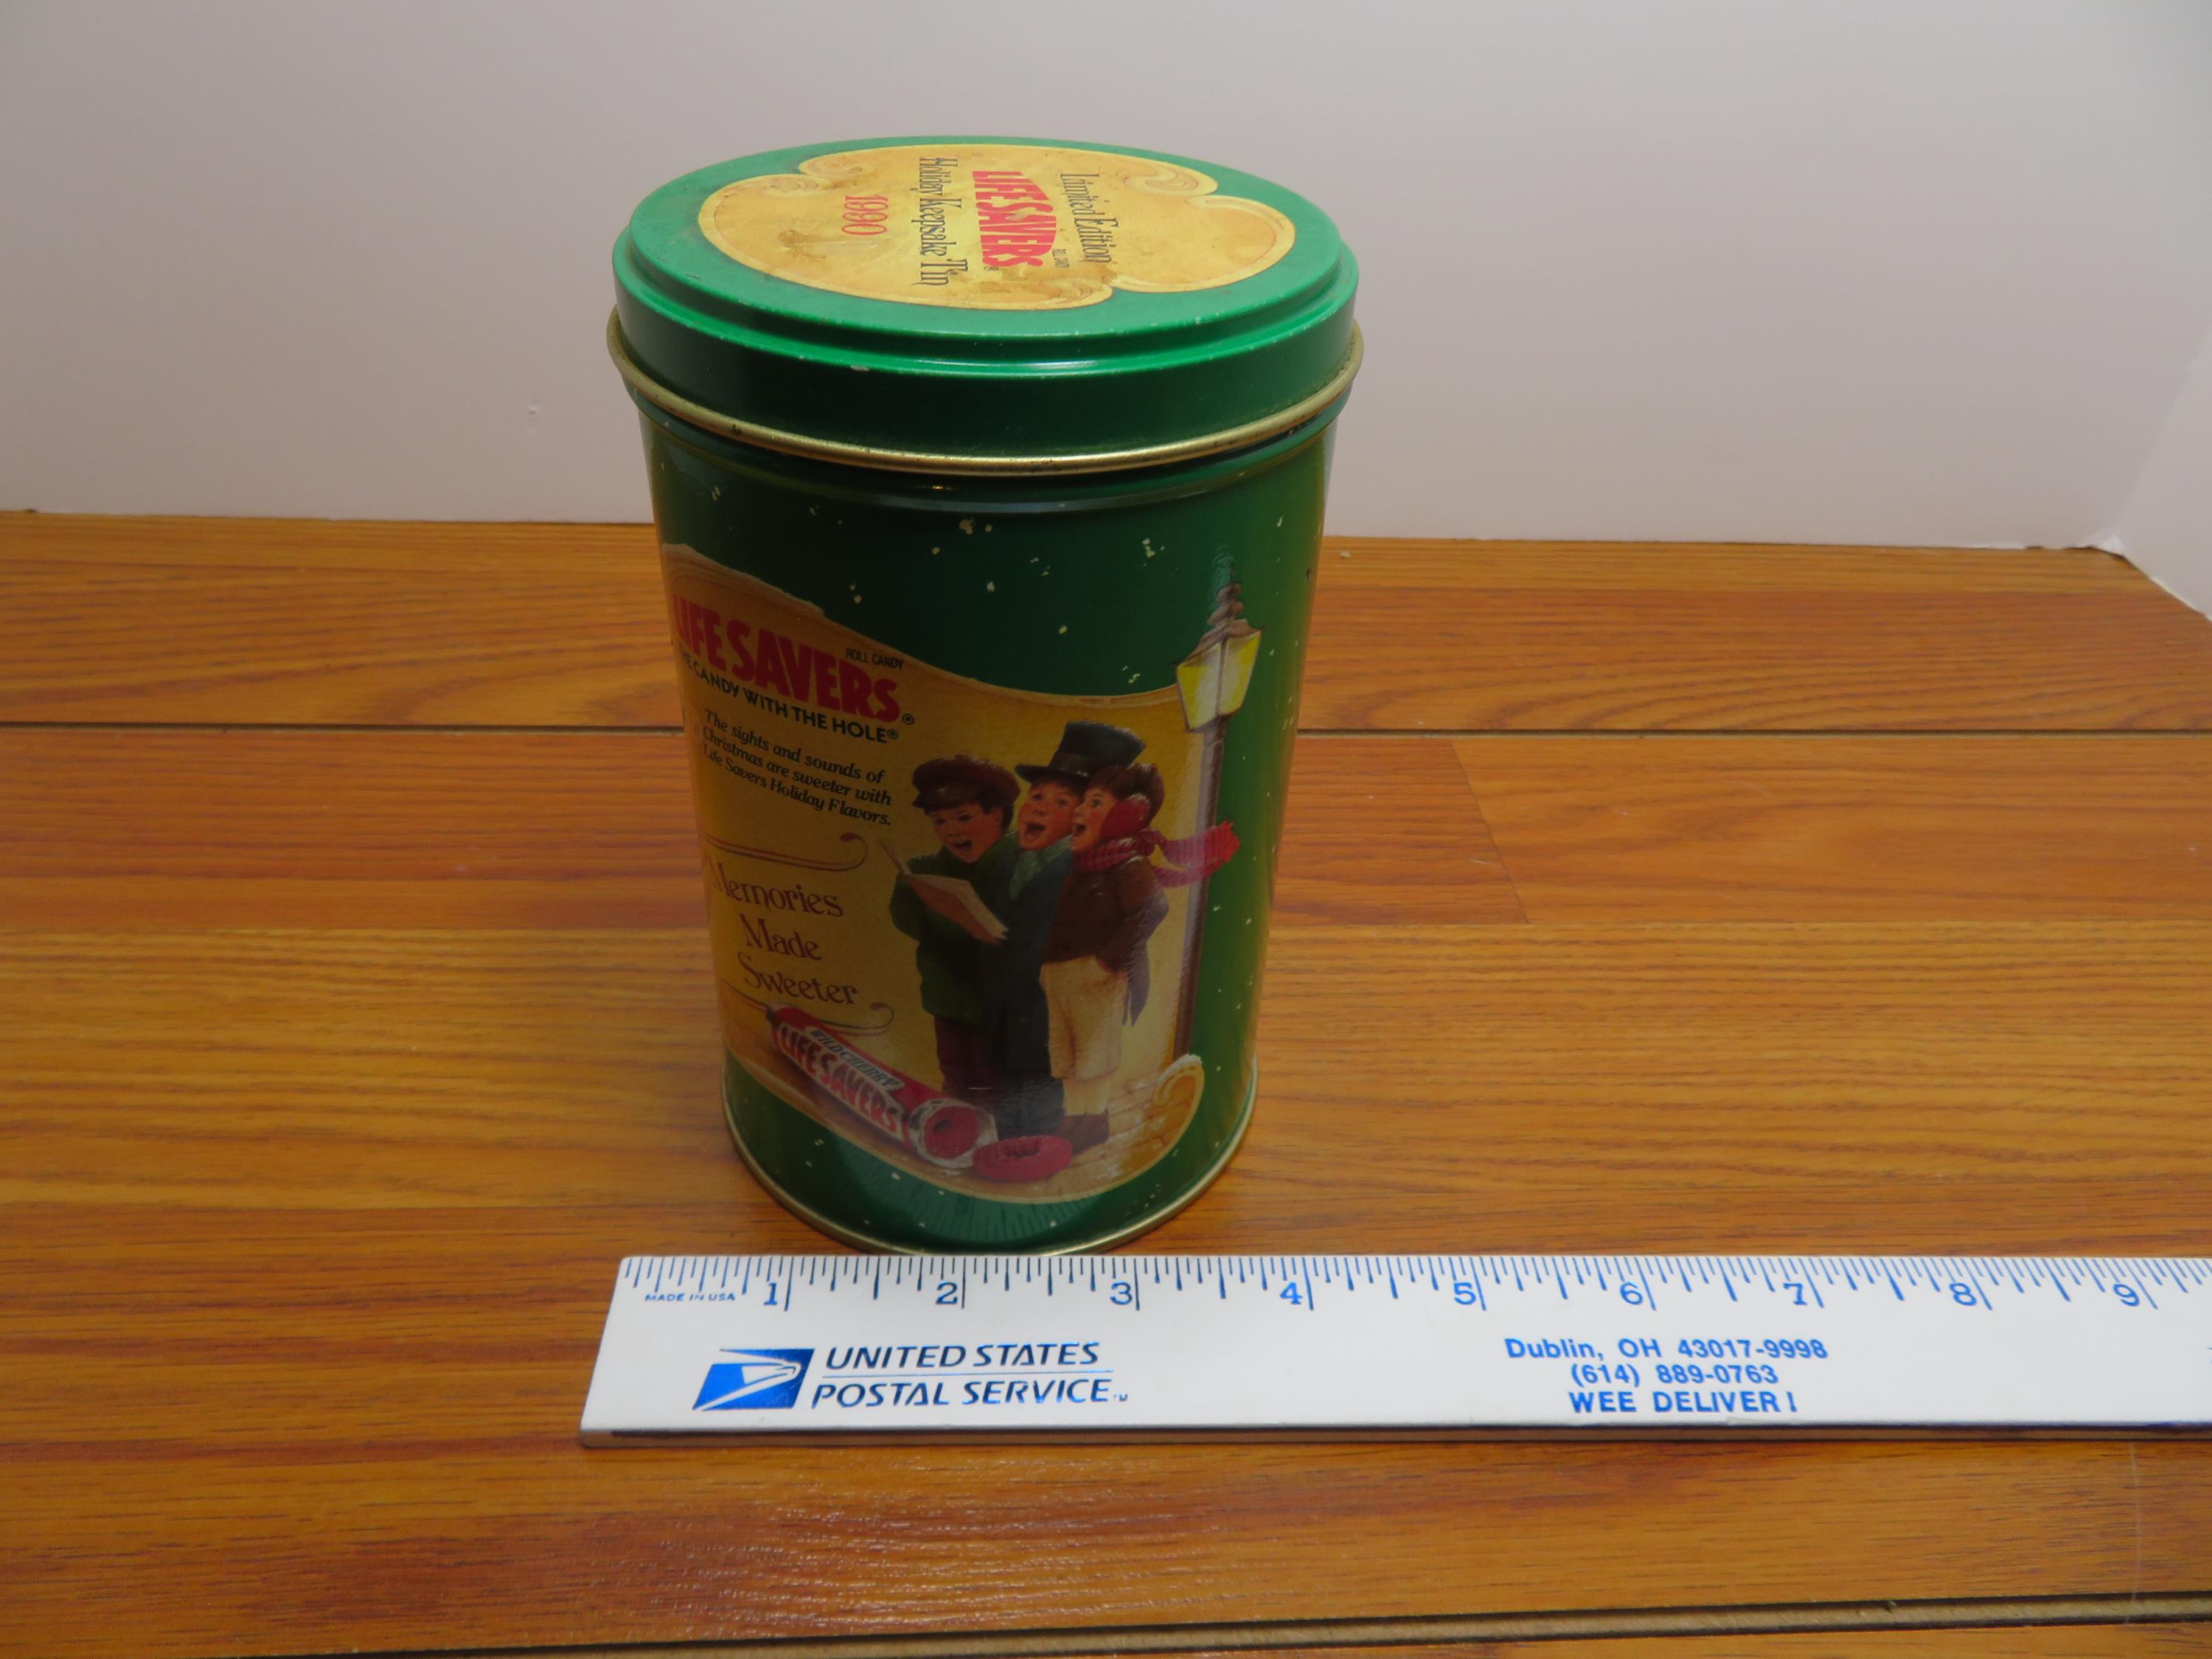 Limited Edition
LIFE SAVERS®
Holiday Keepsake Tin
1990
LIFE SAVERS®
ROLL CANDY
CANDY WITH THE HOLE®
The sights and sounds of
Christmas are sweeter with
Life Savers Holiday Flavors.
Memories
Made
Sweeter
WILD CHERRY
LIFE SAVERS
1 2 3 4 5 6 7 8 9
MADE IN USA
UNITED STATES
POSTAL SERVICE™
Dublin, OH 43017-9998
(614) 889-0763
WEE DELIVER!